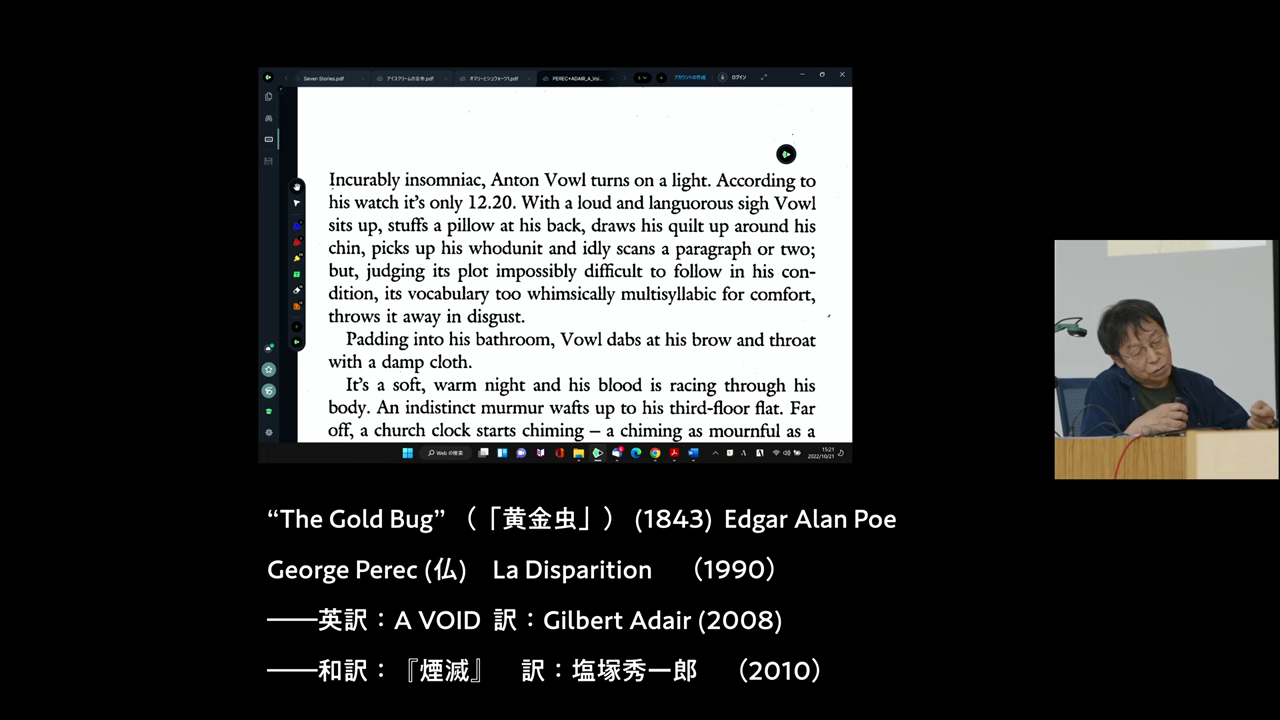 Seven Stories.pdf
アイスクリームの皇帝.pdf
オマリーとシュウォーツ1.pdf
PEREC+ADAIR_A_Voi...
アカウントの作成
ログイン
Incurably insomniac, Anton Vowl turns on a light. According to
his watch it's only 12.20. With a loud and languorous sigh Vowl
sits up, stuffs a pillow at his back, draws his quilt up around his
chin, picks up his whodunit and idly scans a paragraph or two;
but, judging its plot impossibly difficult to follow in his con-
dition, its vocabulary too whimsically multisyllabic for comfort,
throws it away in disgust.
Padding into his bathroom, Vowl dabs at his brow and throat
with a damp cloth.
It's a soft, warm night and his blood is racing through his
body. An indistinct murmur wafts up to his third-floor flat. Far
off, a church clock starts chiming – a chiming as mournful as a
Web の検索
15:21
2022/10/21
“The Gold Bug” （「黄金虫」） (1843) Edgar Alan Poe
George Perec (仏) La Disparition （1990）
――英訳：A VOID 訳：Gilbert Adair (2008)
――和訳：『煙滅』 訳：塩塚秀一郎 （2010）